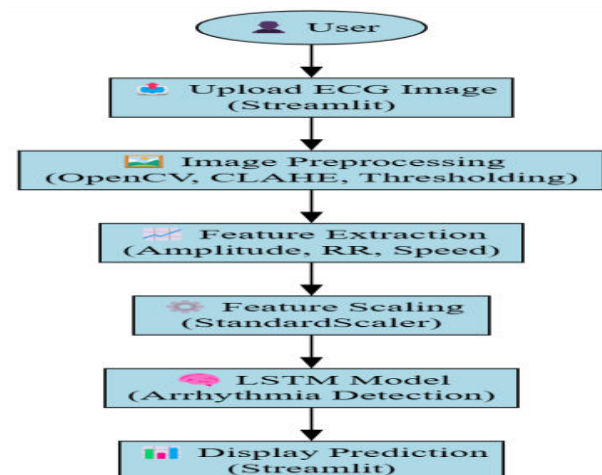 User
Upload ECG Image
(Streamlit)
Image Preprocessing
(OpenCV, CLAHE, Thresholding)
Feature Extraction
(Amplitude, RR, Speed)
Feature Scaling
(StandardScaler)
LSTM Model
(Arrhythmia Detection)
Display Prediction
(Streamlit)